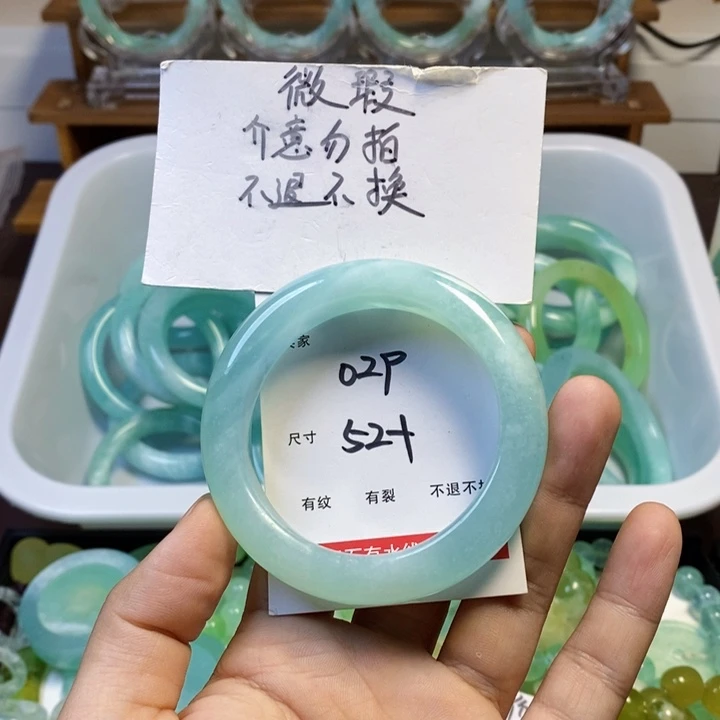 微瑕
介意勿拍
不退不换
家
02P
尺寸 52+
有纹 有裂 不退不